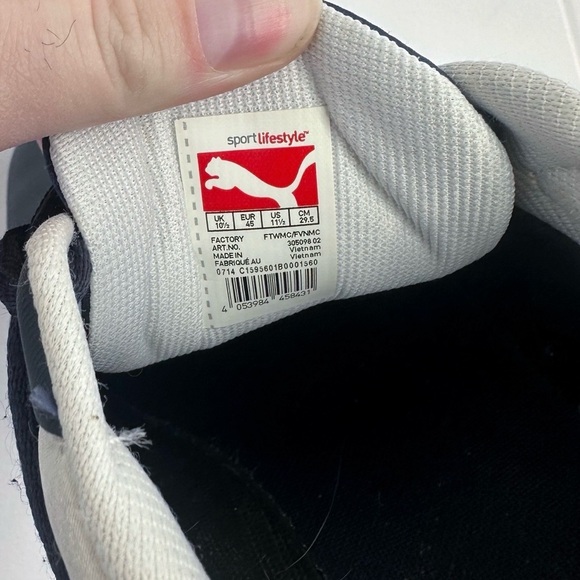 sportlifestyle™
UK EUR US CM
10½ 45 11½ 29.5
FACTORY FTWMC/FVNMC
ART.NO. 305098 02
MADE IN Vietnam
FABRIQUÉ AU Vietnam
0714 C1595601B0001560
4 053984 458431